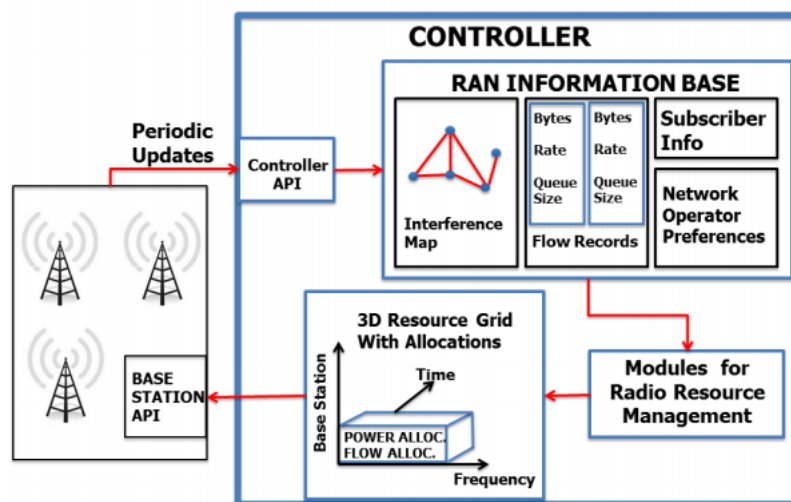 CONTROLLER
RAN INFORMATION BASE
Periodic
Updates
Controller
API
Interference
Map
Bytes
Rate
Queue
Size
Bytes
Rate
Queue
Size
Flow Records
Subscriber
Info
Network
Operator
Preferences
3D Resource Grid
With Allocations
Base Station
Time
POWER ALLOC.
FLOW ALLOC.
Frequency
Modules for
Radio Resource
Management
BASE
STATION
API